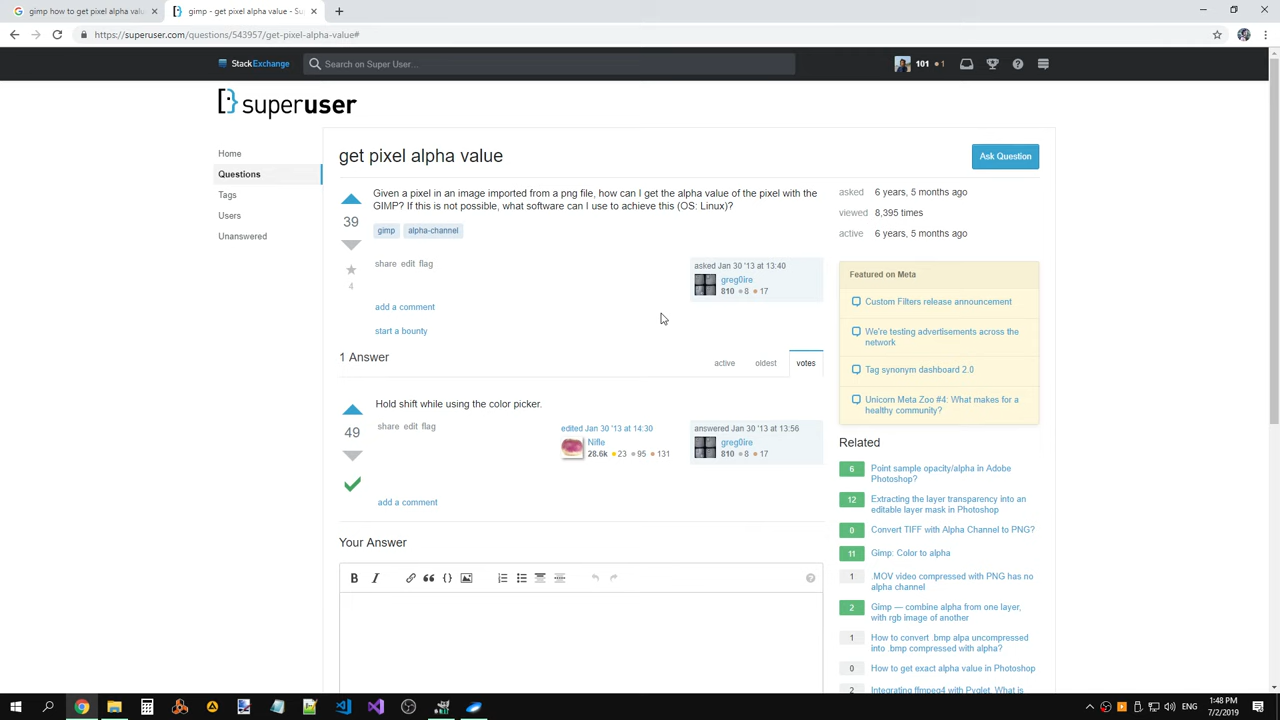 gimp how to get pixel alpha value
gimp - get pixel alpha value - Su
https://superuser.com/questions/543957/get-pixel-alpha-value#
StackExchange
Search on Super User...
101 1
superuser
Home
Questions
Tags
Users
Unanswered
get pixel alpha value
Ask Question
Given a pixel in an image imported from a png file, how can I get the alpha value of the pixel with the
GIMP? If this is not possible, what software can I use to achieve this (OS: Linux)?
39
gimp alpha-channel
4
share edit flag
asked Jan 30 '13 at 13:40
greg0ire
810 8 17
add a comment
start a bounty
1 Answer
active oldest votes
Hold shift while using the color picker.
49
share edit flag
edited Jan 30 '13 at 14:30
Nifle
28.6k 23 95 131
answered Jan 30 '13 at 13:56
greg0ire
810 8 17
add a comment
Your Answer
B I
asked 6 years, 5 months ago
viewed 8,395 times
active 6 years, 5 months ago
Featured on Meta
Custom Filters release announcement
We're testing advertisements across the
network
Tag synonym dashboard 2.0
Unicorn Meta Zoo #4: What makes for a
healthy community?
Related
6 Point sample opacity/alpha in Adobe
Photoshop?
12 Extracting the layer transparency into an
editable layer mask in Photoshop
0 Convert TIFF with Alpha Channel to PNG?
11 Gimp: Color to alpha
1 .MOV video compressed with PNG has no
alpha channel
2 Gimp — combine alpha from one layer,
with rgb image of another
1 How to convert .bmp alpa uncompressed
into .bmp compressed with alpha?
0 How to get exact alpha value in Photoshop
2 Integrating ffmpeg4 with Pyglet. What is
1:48 PM
7/2/2019